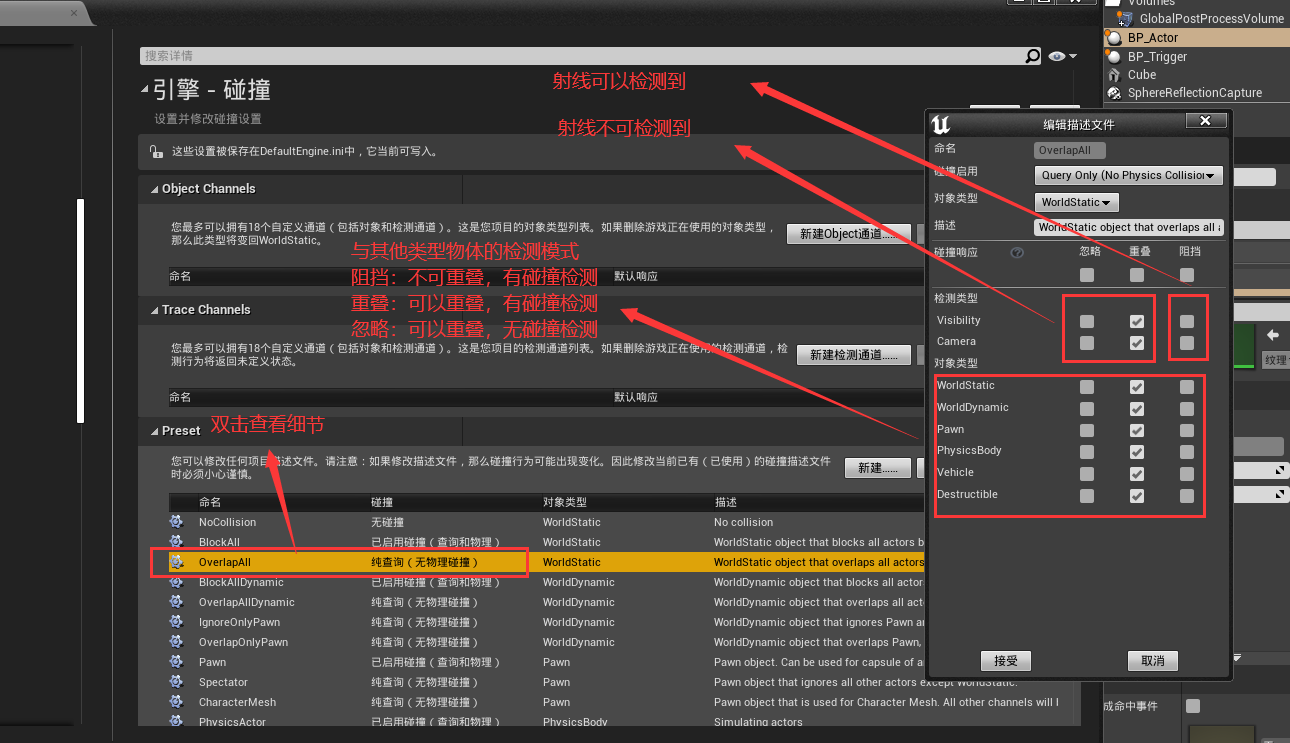 Volumes
GlobalPostProcessVolume
BP_Actor
BP_Trigger
Cube
SphereReflectionCapture
搜索详情
引擎 - 碰撞
设置并修改碰撞设置
这些设置被保存在DefaultEngine.ini中，它当前可写入。
射线可以检测到
射线不可检测到
Object Channels
您最多可以拥有18个自定义通道（包括对象和检测通道）。这是您项目的对象类型列表。如果删除游戏正在使用的对象类型，
那么此类型将变回WorldStatic。
新建Object通道......
与其他类型物体的检测模式
阻挡：不可重叠，有碰撞检测
重叠：可以重叠，有碰撞检测
忽略：可以重叠，无碰撞检测
命名 默认响应
Trace Channels
您最多可以拥有18个自定义通道（包括对象和检测通道）。这是您项目的检测通道列表。如果删除游戏正在使用的检测通道，检
测行为将返回未定义状态。
新建检测通道......
命名 默认响应
双击查看细节
Preset
您可以修改任何项目描述文件。请注意：如果修改描述文件，那么碰撞行为可能出现变化。因此修改当前已有（已使用）的碰撞描述文件
时必须小心谨慎。
新建......
命名 碰撞 对象类型 描述
NoCollision 无碰撞 WorldStatic No collision
BlockAll 已启用碰撞（查询和物理） WorldStatic WorldStatic object that blocks all actors b
OverlapAll 纯查询（无物理碰撞） WorldStatic WorldStatic object that overlaps all actors
BlockAllDynamic 已启用碰撞（查询和物理） WorldDynamic WorldDynamic object that blocks all actor
OverlapAllDynamic 纯查询（无物理碰撞） WorldDynamic WorldDynamic object that overlaps all act
IgnoreOnlyPawn 纯查询（无物理碰撞） WorldDynamic WorldDynamic object that ignores Pawn ar
OverlapOnlyPawn 纯查询（无物理碰撞） WorldDynamic WorldDynamic object that overlaps Pawn,
Pawn 已启用碰撞（查询和物理） Pawn Pawn object. Can be used for capsule of a
Spectator 纯查询（无物理碰撞） Pawn Pawn object that ignores all other actors except WorldStatic.
CharacterMesh 纯查询（无物理碰撞） Pawn Pawn object that is used for Character Mesh. All other channels will l
PhysicsActor 已启用碰撞（查询和物理） PhysicsBody Simulating actors
编辑描述文件
命名 OverlapAll
碰撞启用 Query Only (No Physics Collision
对象类型 WorldStatic
描述 WorldStatic object that overlaps all a
碰撞响应 ? 忽略 重叠 阻挡
检测类型
Visibility
Camera
对象类型
WorldStatic
WorldDynamic
Pawn
PhysicsBody
Vehicle
Destructible
接受 取消
纹理
成命中事件